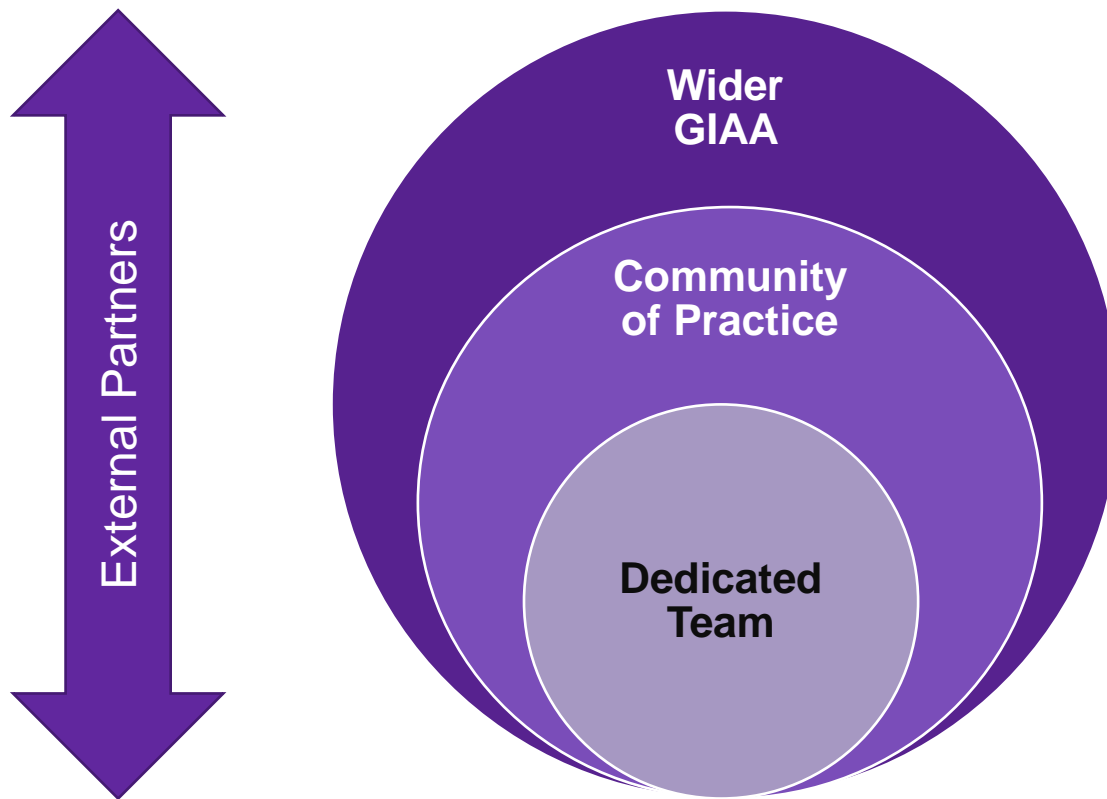 External Partners
Wider
GIAA
Community
of Practice
Dedicated
Team